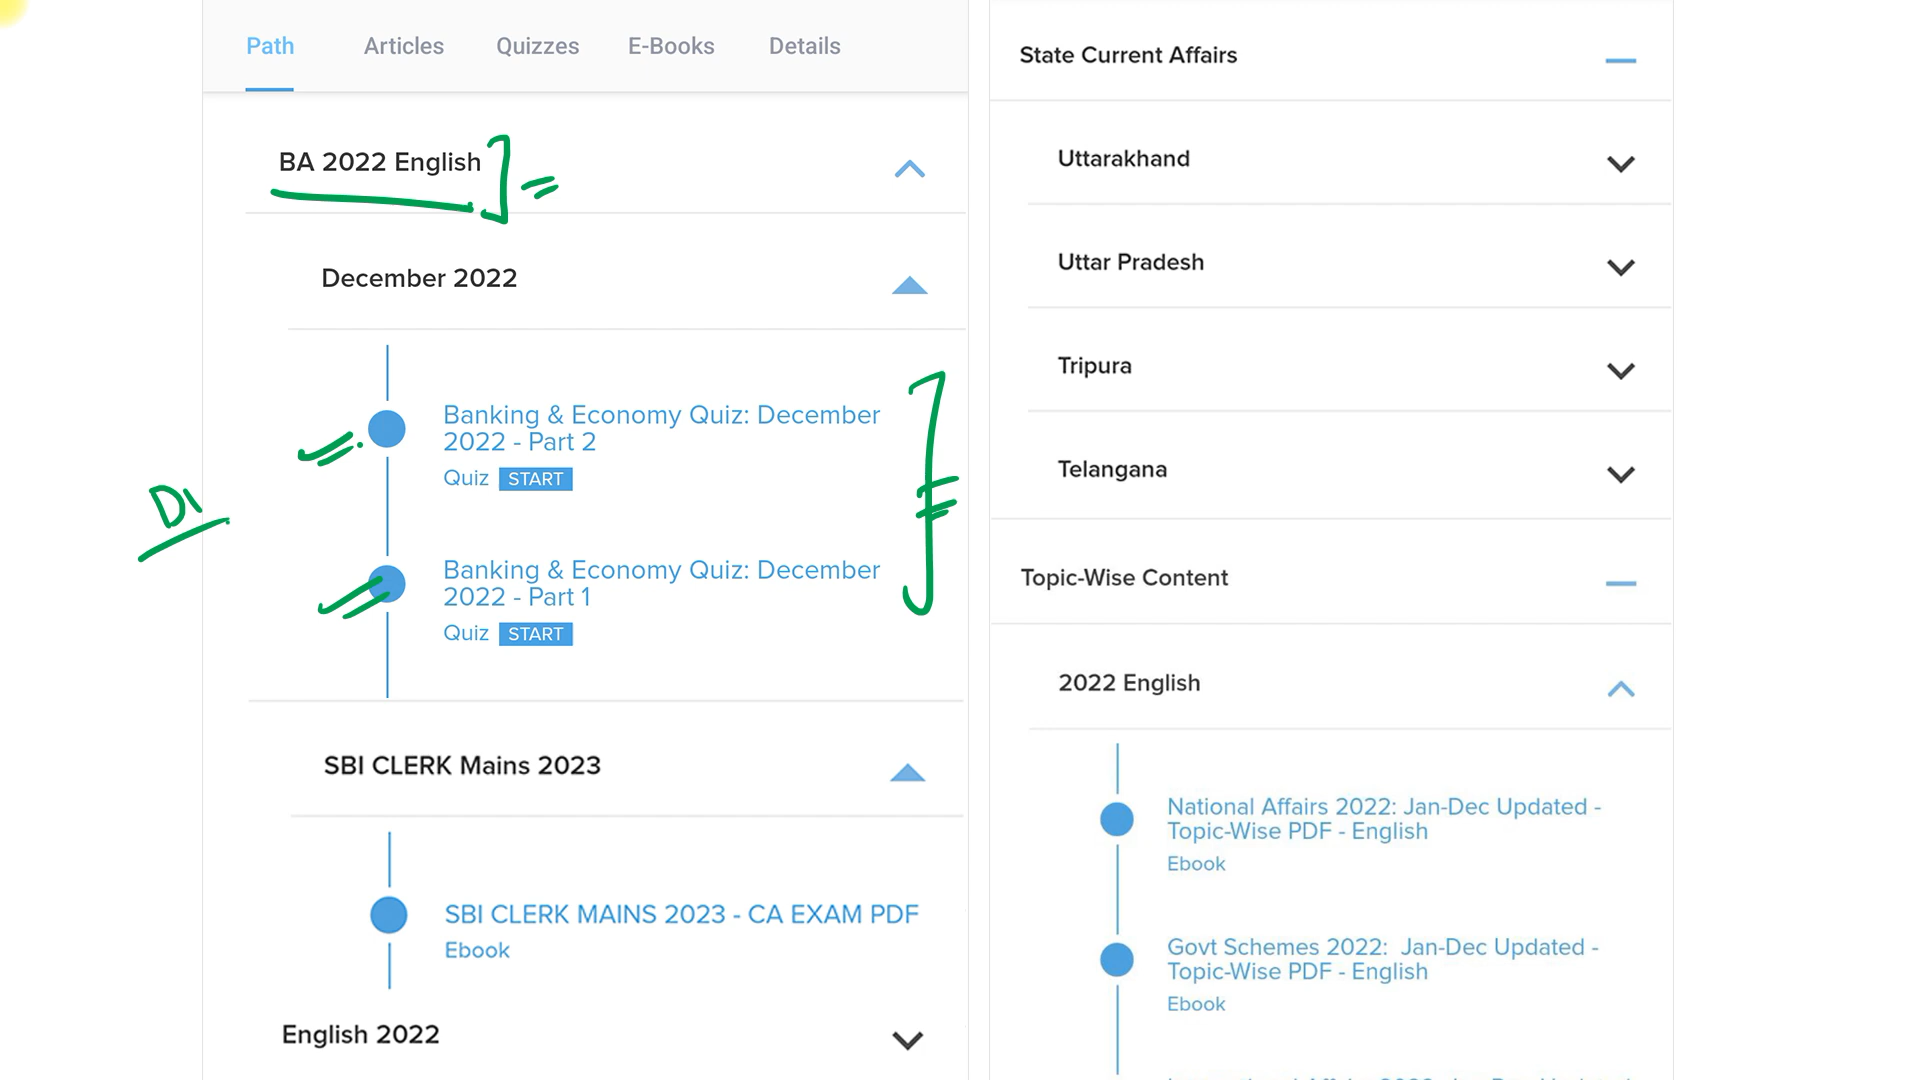 Path Articles Quizzes E-Books Details
BA 2022 English
December 2022
Banking & Economy Quiz: December
2022 - Part 2
Quiz START
DI
Banking & Economy Quiz: December
2022 - Part 1
Quiz START
SBI CLERK Mains 2023
SBI CLERK MAINS 2023 - CA EXAM PDF
Ebook
English 2022
State Current Affairs
Uttarakhand
Uttar Pradesh
Tripura
Telangana
Topic-Wise Content
2022 English
National Affairs 2022: Jan-Dec Updated -
Topic-Wise PDF - English
Ebook
Govt Schemes 2022: Jan-Dec Updated -
Topic-Wise PDF - English
Ebook